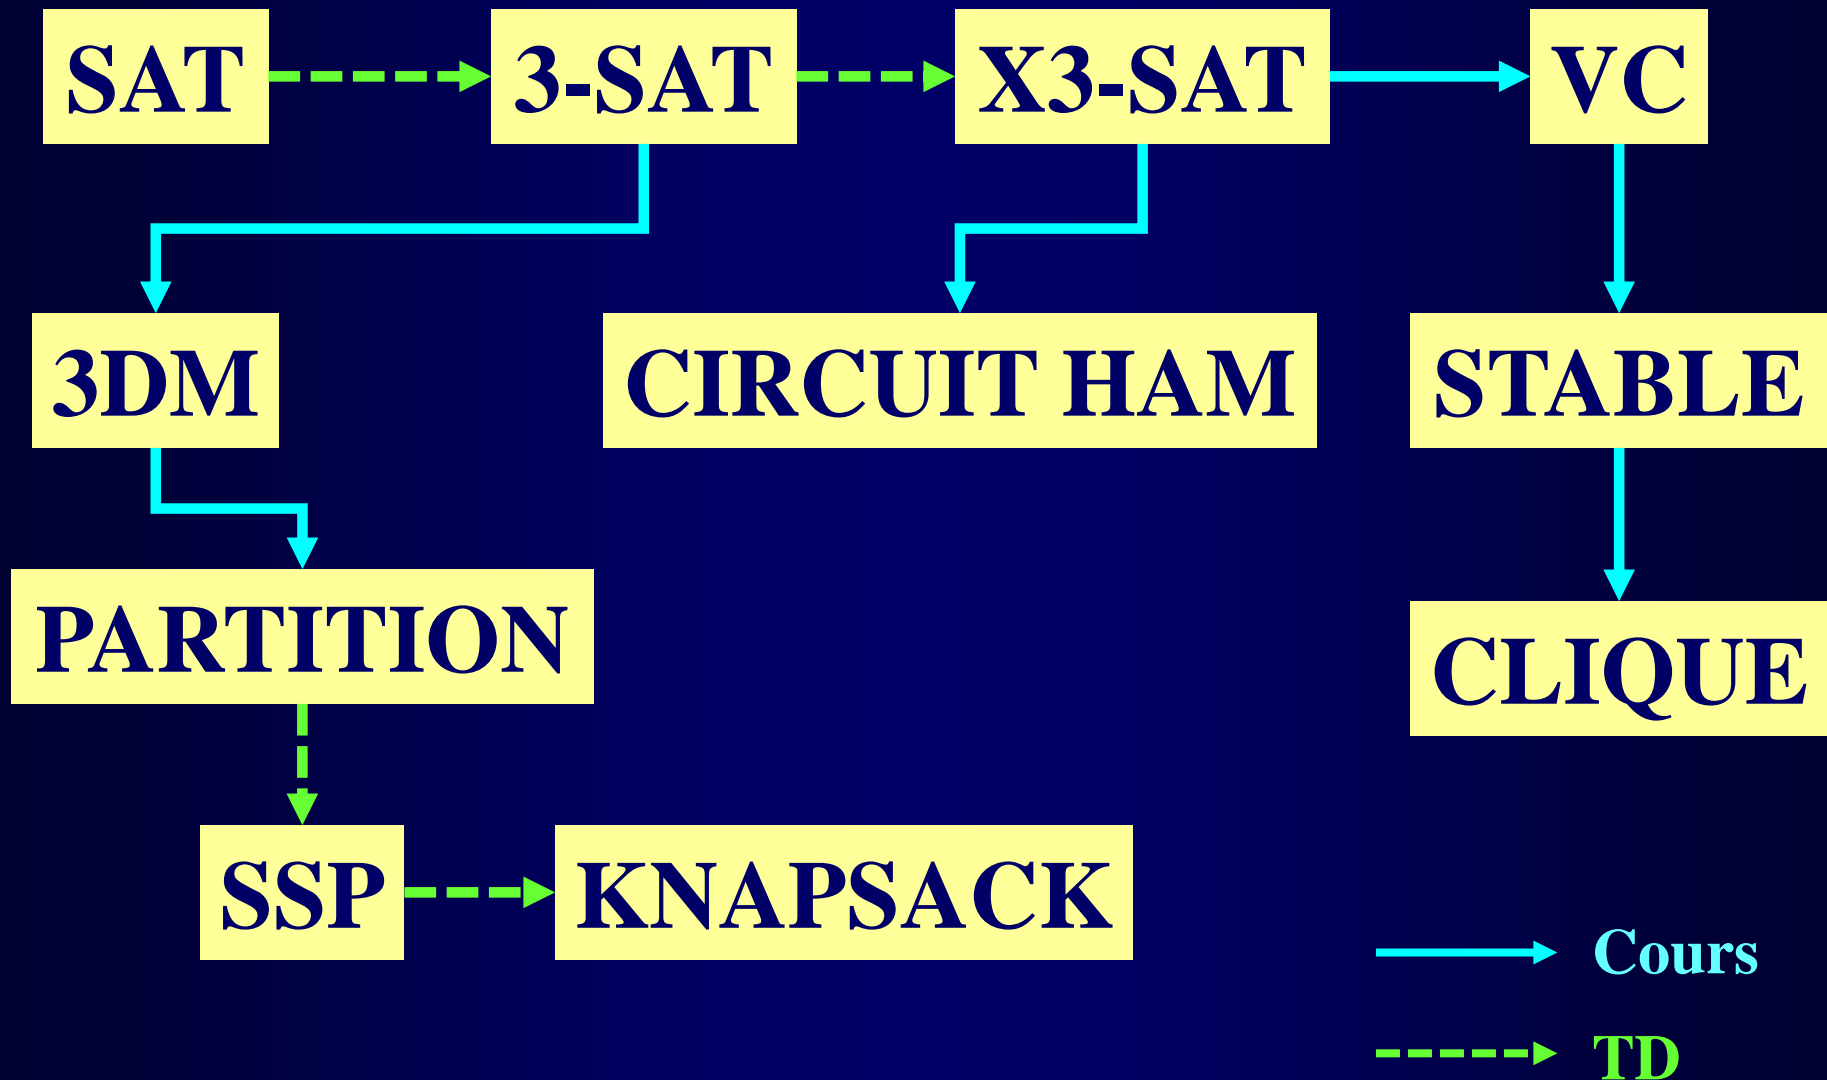 SAT 3-SAT X3-SAT VC
3DM CIRCUIT HAM STABLE
PARTITION CLIQUE
SSP KNAPSACK
Cours
TD